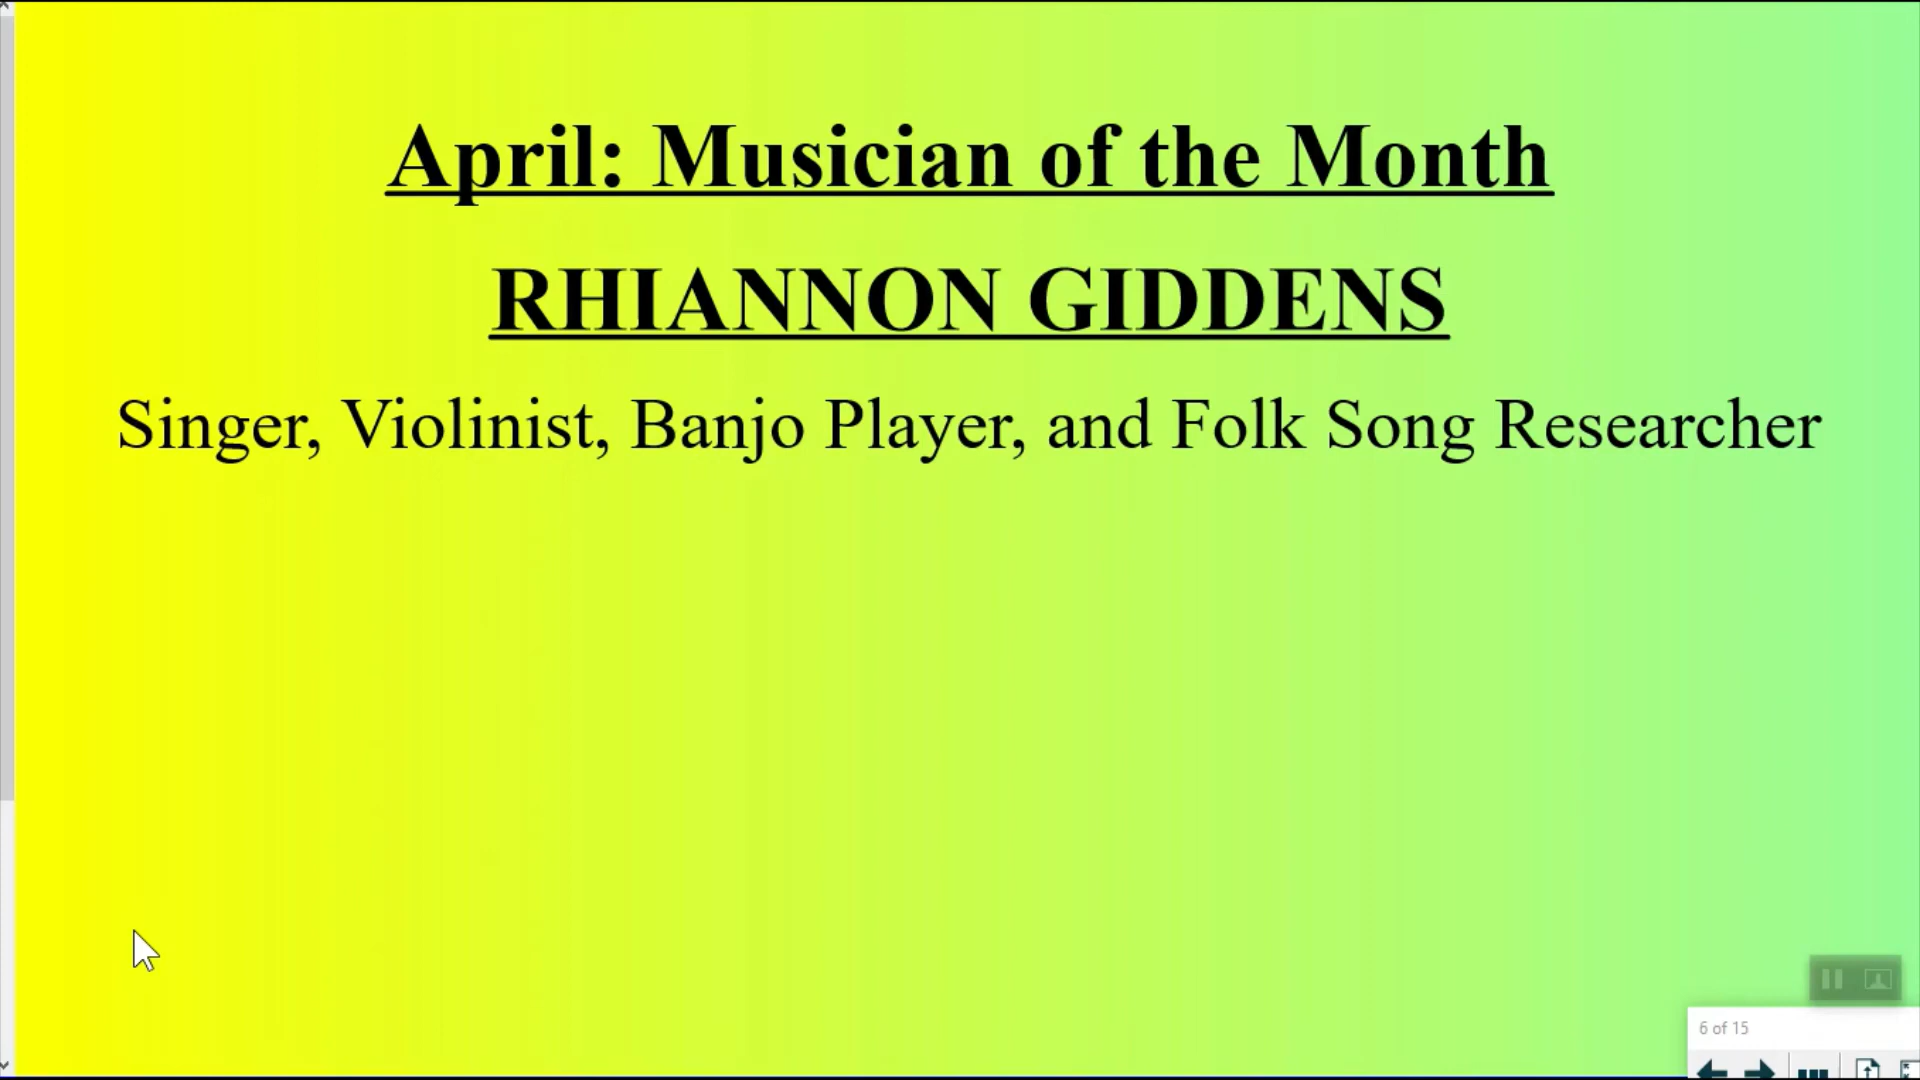 April: Musician of the Month
RHIANNON GIDDENS
Singer, Violinist, Banjo Player, and Folk Song Researcher
6 of 15